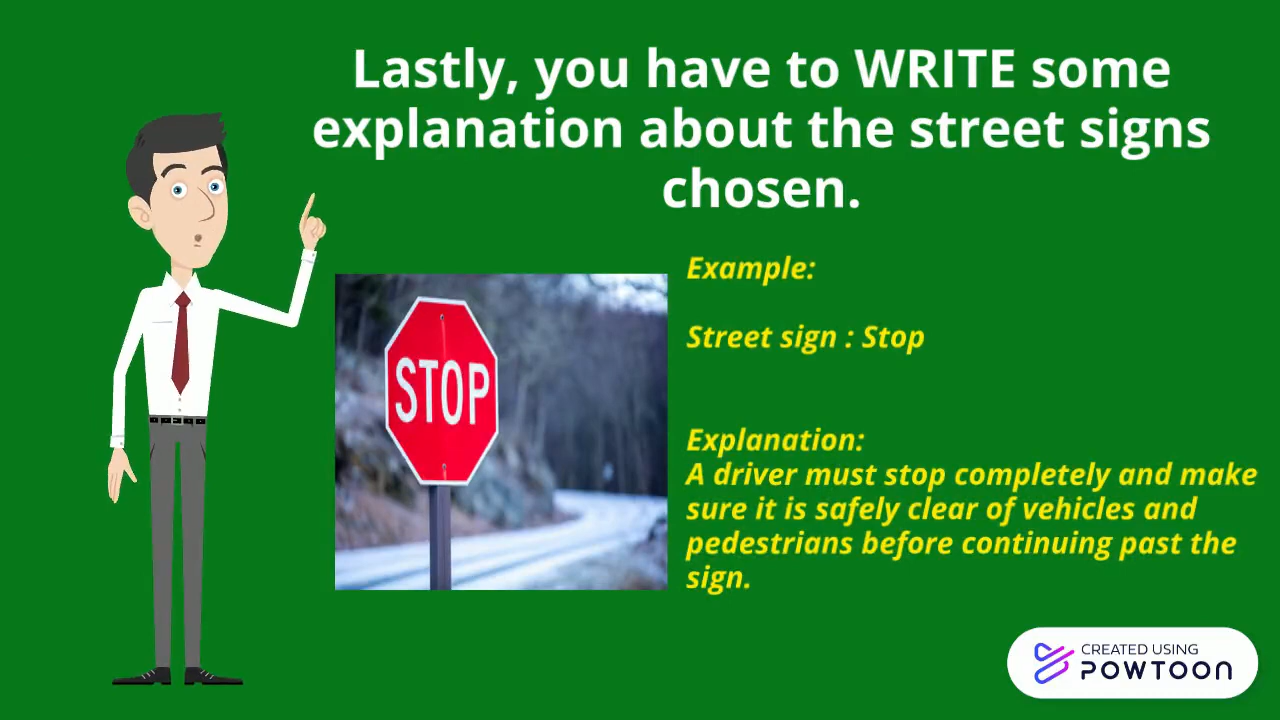 Lastly, you have to WRITE some
explanation about the street signs
chosen.
Example:
Street sign : Stop
STOP
Explanation:
A driver must stop completely and make
sure it is safely clear of vehicles and
pedestrians before continuing past the
sign.
CREATED USING
POWTOON